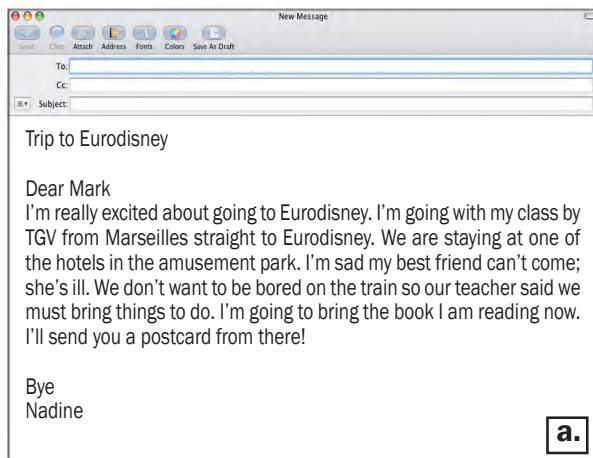 New Message
Send Chat Attach Address Fonts Colors Save As Draft
To:
Cc:
Subject:
Trip to Eurodisney
Dear Mark
I'm really excited about going to Eurodisney. I'm going with my class by
TGV from Marseilles straight to Eurodisney. We are staying at one of
the hotels in the amusement park. I'm sad my best friend can't come;
she's ill. We don't want to be bored on the train so our teacher said we
must bring things to do. I'm going to bring the book I am reading now.
I'll send you a postcard from there!
Bye
Nadine
a.